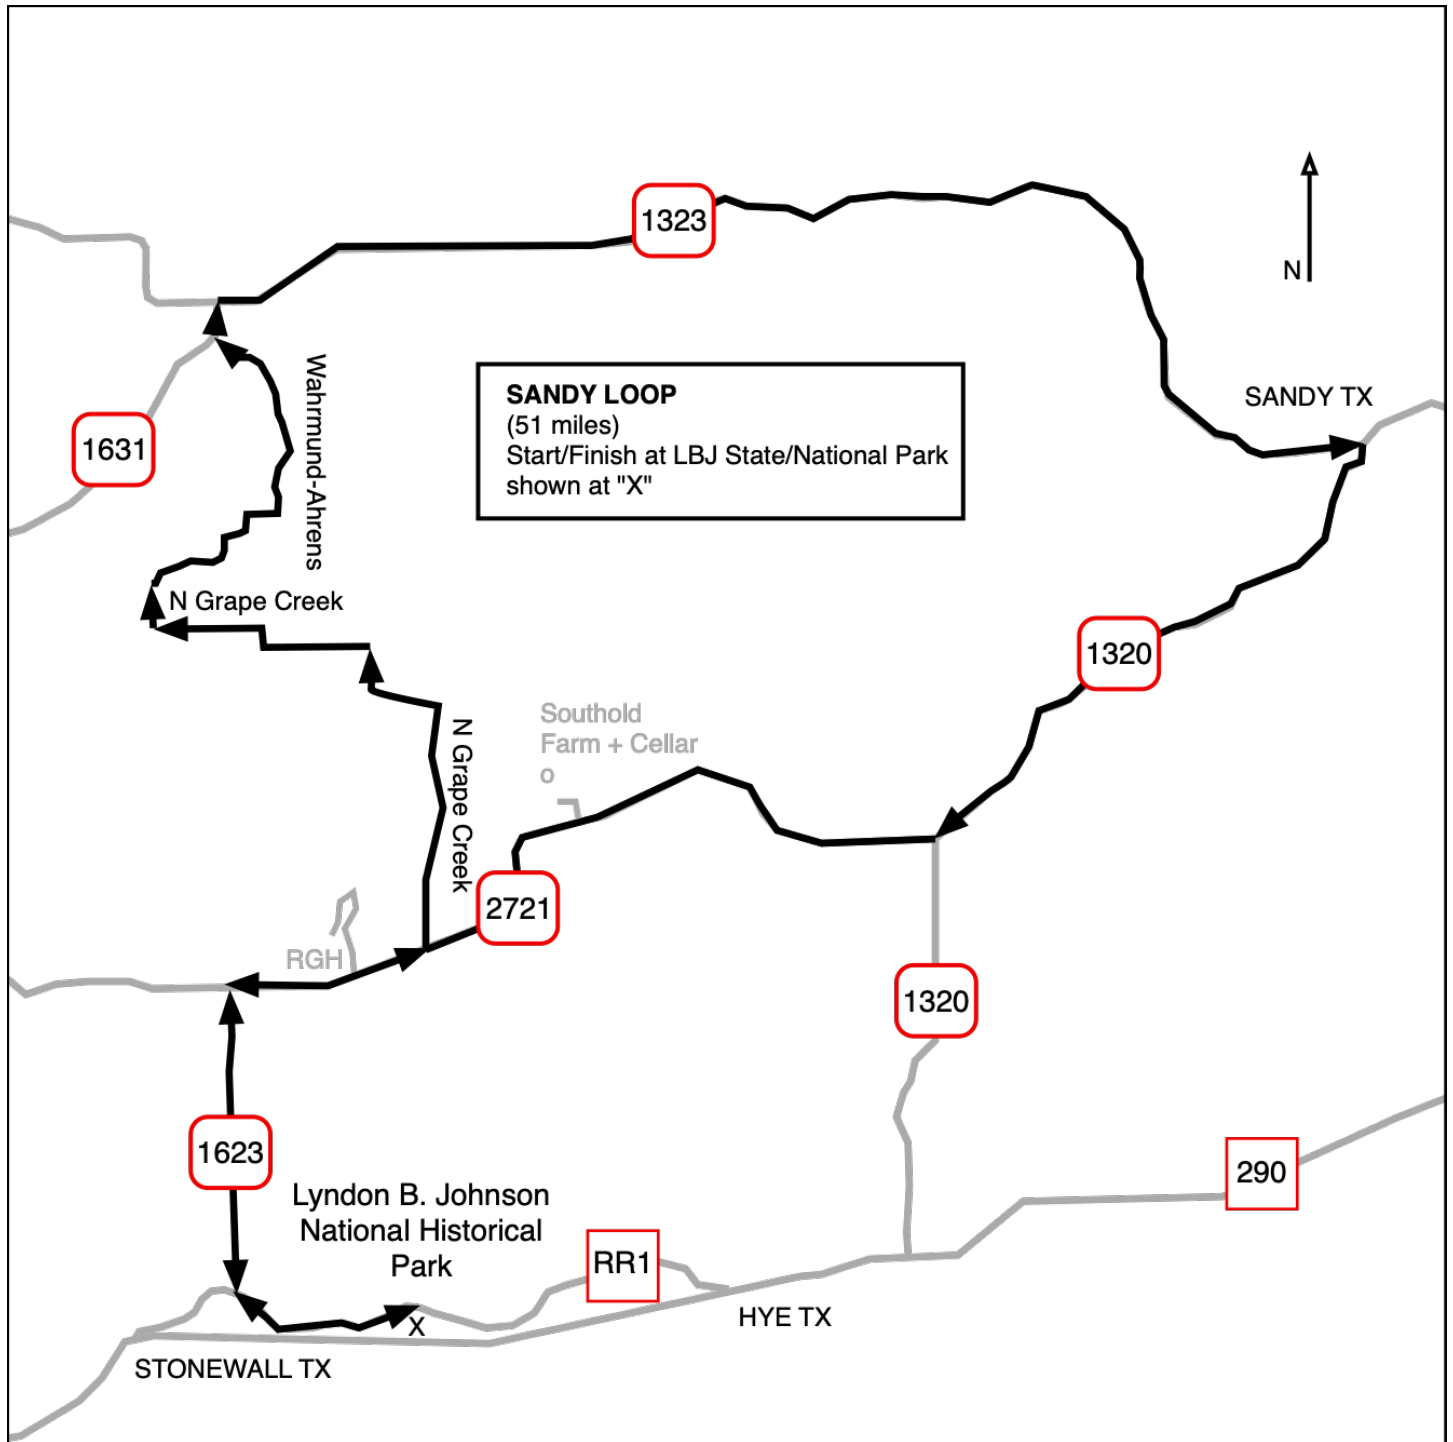 1323
N
SANDY TX
Wahrmund-Ahrens
SANDY LOOP
(51 miles)
Start/Finish at LBJ State/National Park
shown at "X"
1631
N Grape Creek
1320
Southold
Farm + Cellar
o
N Grape Creek
2721
RGH
1320
1623
Lyndon B. Johnson
National Historical
Park
290
RR1
X
HYE TX
STONEWALL TX